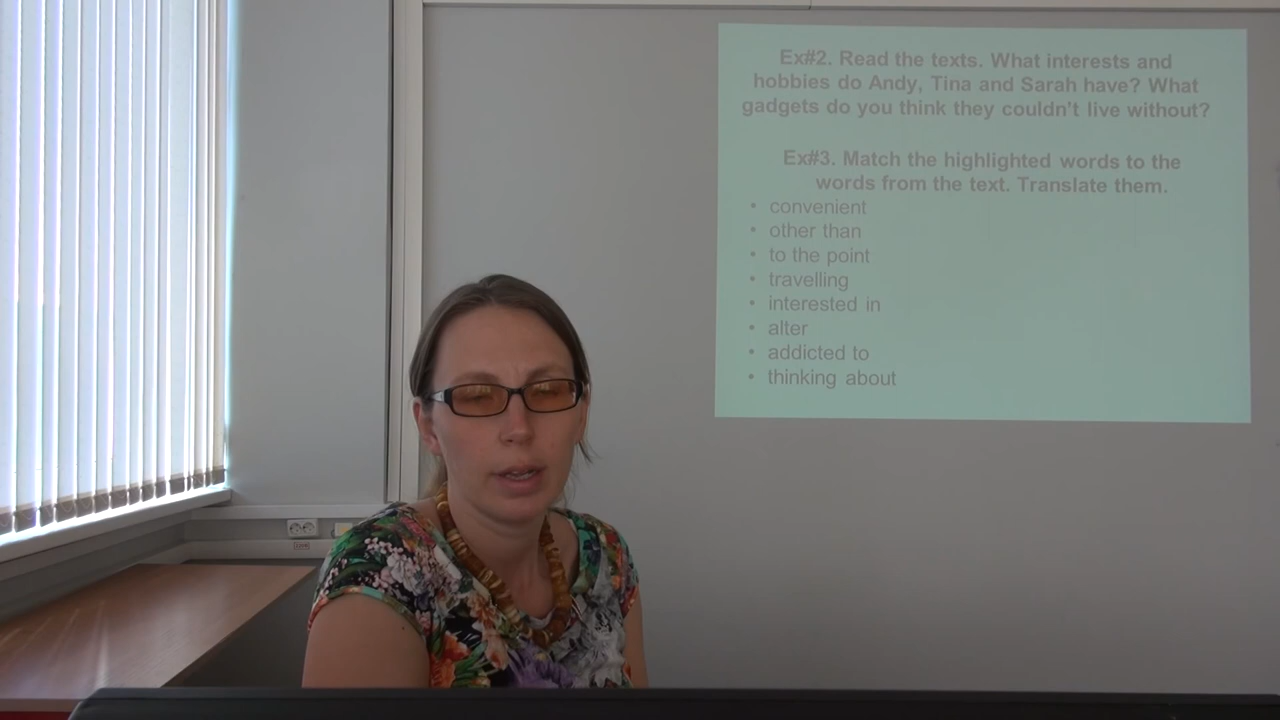 Ex#2. Read the texts. What interests and
hobbies do Andy, Tina and Sarah have? What
gadgets do you think they couldn't live without?
Ex#3. Match the highlighted words to the
words from the text. Translate them.
• convenient
• other than
• to the point
• travelling
• interested in
• alter
• addicted to
• thinking about